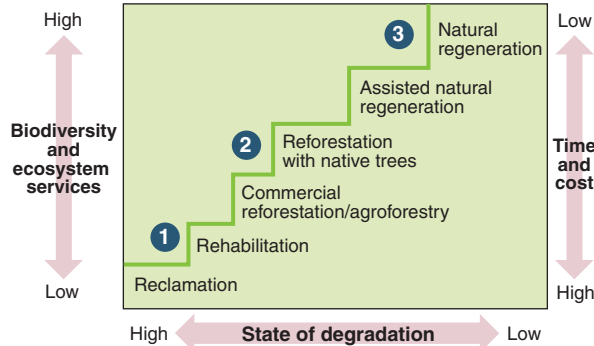 High
Biodiversity
and
ecosystem
services
Low
3
Natural
regeneration
Assisted natural
regeneration
2
Reforestation
with native trees
Commercial
reforestation/agroforestry
1
Rehabilitation
Reclamation
Low
Time
and
cost
High
High
State of degradation
Low